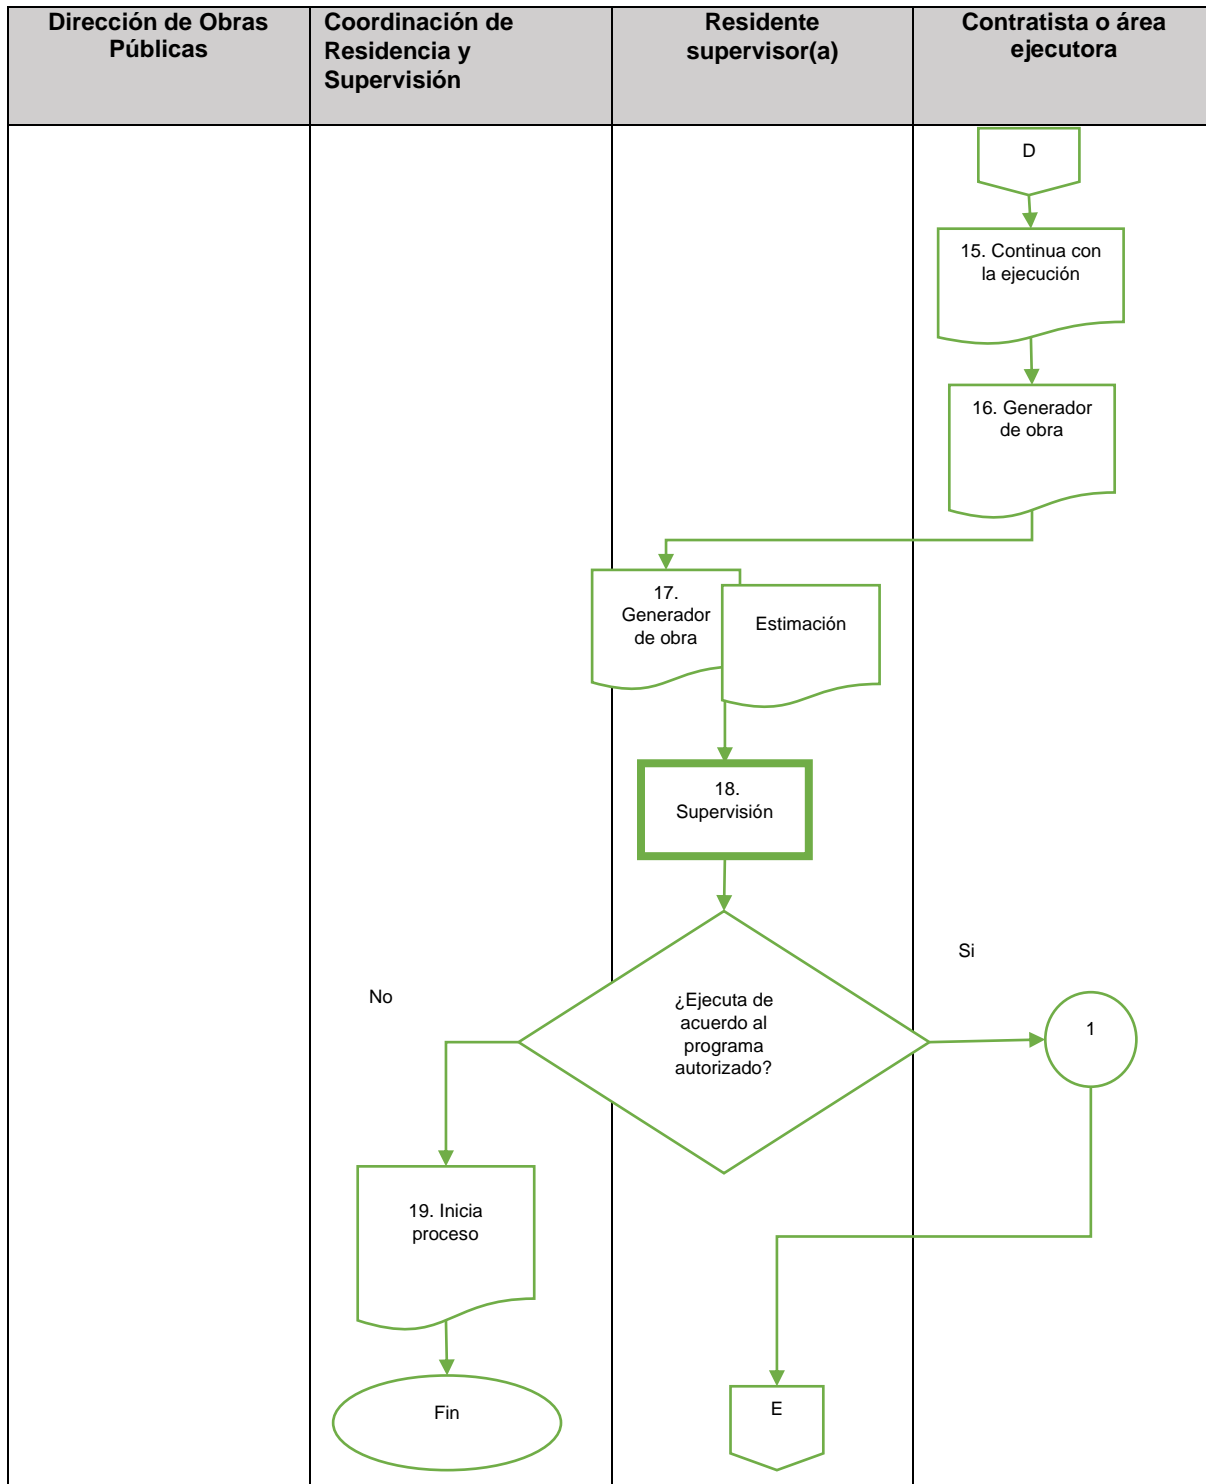 Dirección de Obras
Públicas
Coordinación de
Residencia y
Supervisión
Residente
supervisor(a)
Contratista o área
ejecutora
D
15. Continua con
la ejecución
16. Generador
de obra
17.
Generador
de obra
Estimación
18.
Supervisión
Si
No
¿Ejecuta de
acuerdo al
programa
autorizado?
1
19. Inicia
proceso
Fin
E